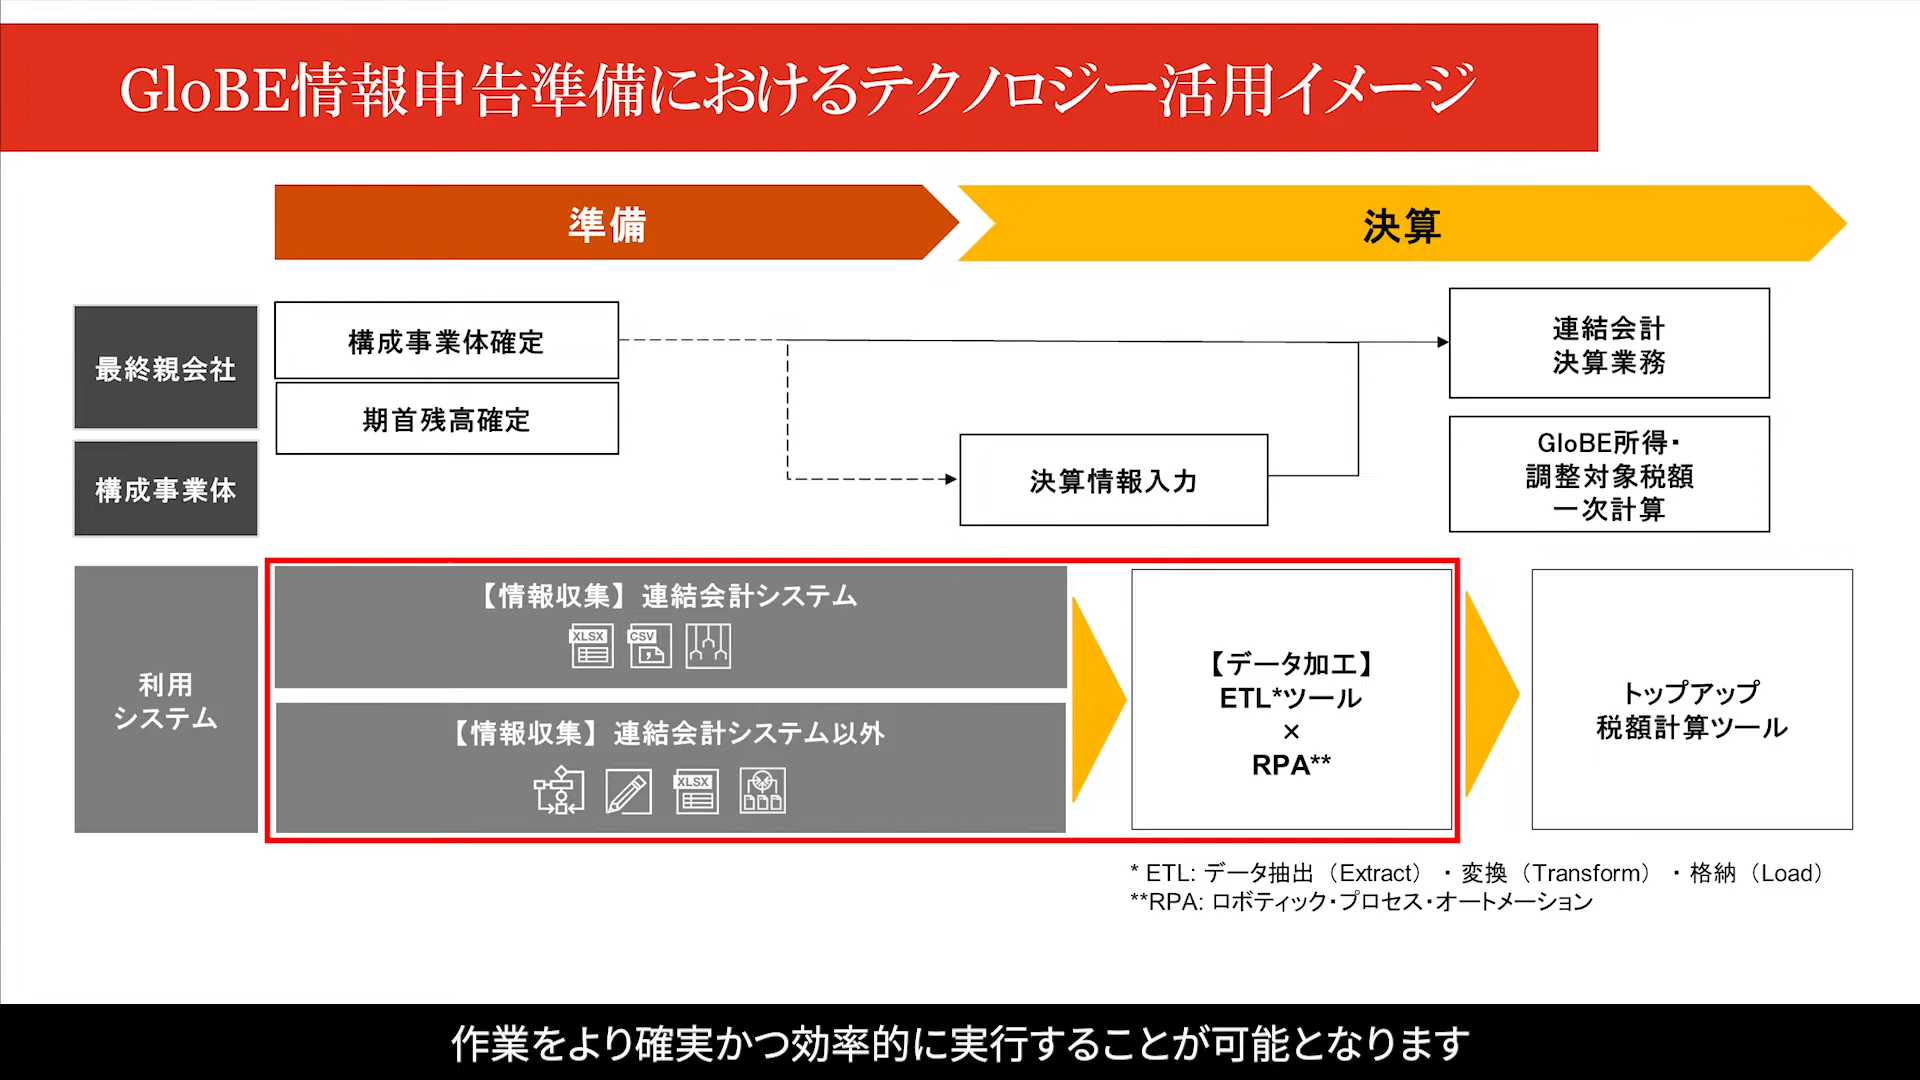 GloBE情報申告準備におけるテクノロジー活用イメージ
準備
決算
最終親会社
構成事業体確定
期首残高確定
連結会計
決算業務
構成事業体
決算情報入力
GloBE所得・
調整対象税額
一次計算
利用
システム
【情報収集】連結会計システム
XLSX
CSV
【情報収集】連結会計システム以外
XLSX
【データ加工】
ETL*ツール
×
RPA**
トップアップ
税額計算ツール
* ETL: データ抽出（Extract）・変換（Transform）・格納（Load）
**RPA: ロボティック・プロセス・オートメーション
作業をより確実かつ効率的に実行することが可能となります